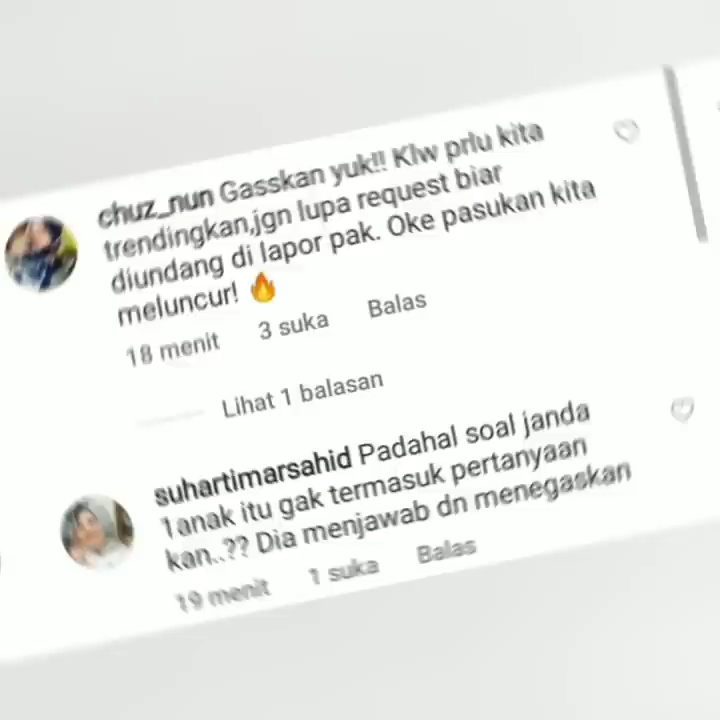 chuz_nun Gasskan yuk!! Klw prlu kita
trendingkan,jgn lupa request biar
diundang di lapor pak. Oke pasukan kita
meluncur! 🔥
18 menit 3 suka Balas
Lihat 1 balasan
suhartimarsahid Padahal soal janda
1anak itu gak termasuk pertanyaan
kan..?? Dia menjawab dn menegaskan
19 menit 1 suka Balas